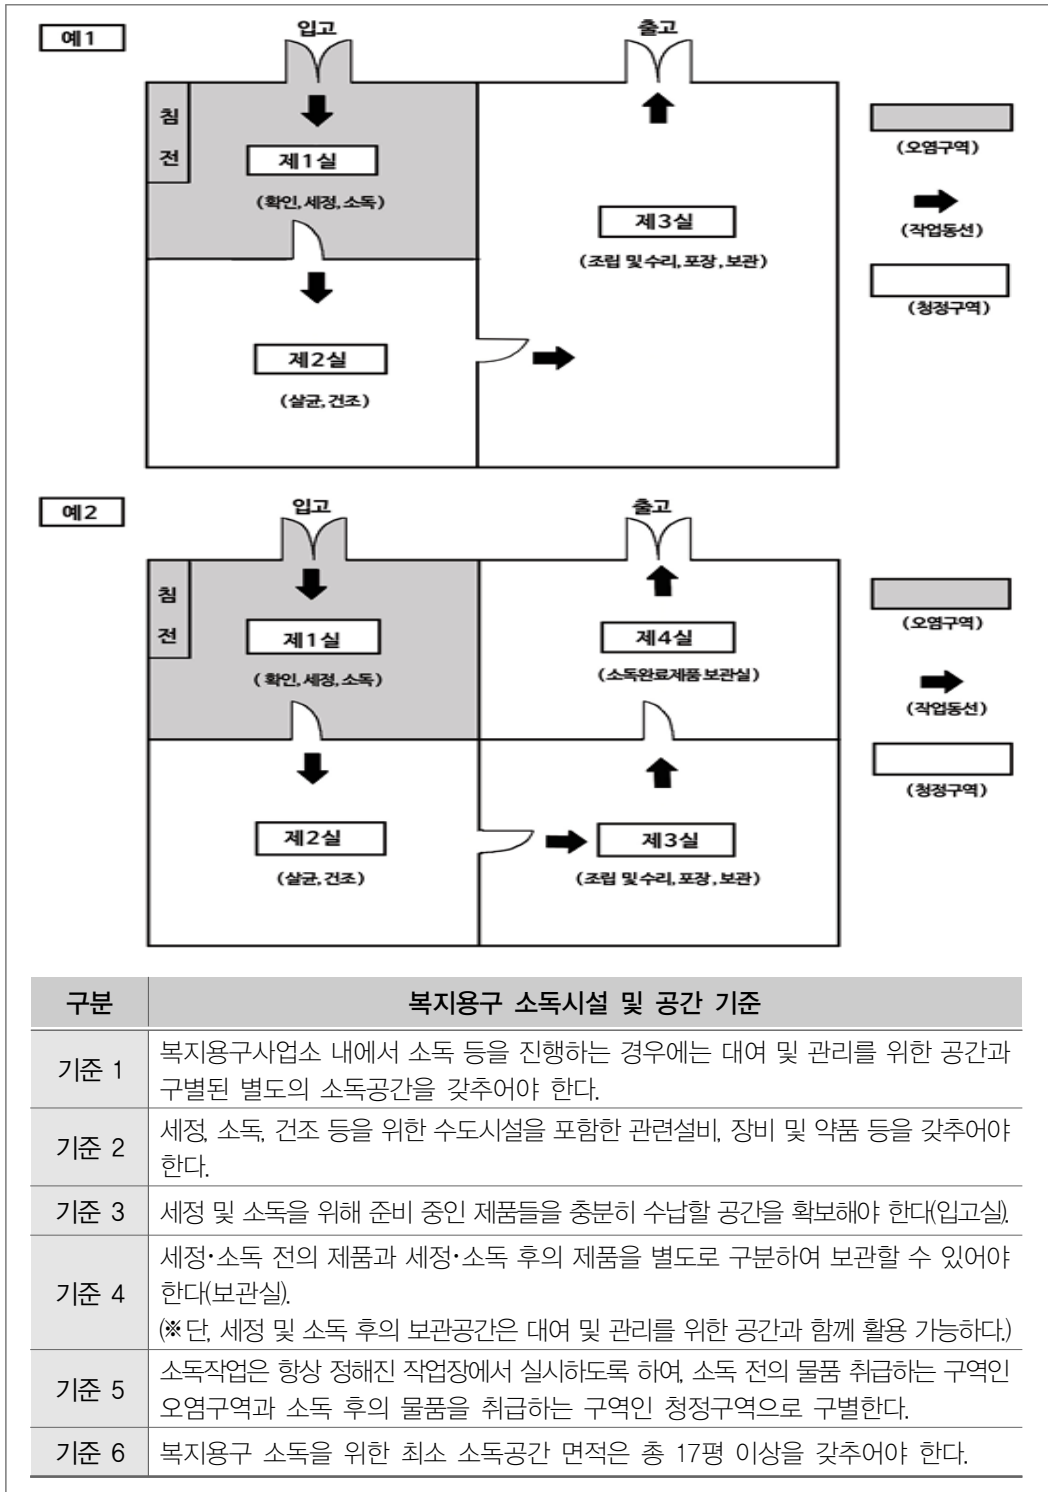 예1
입고
출고
침
전
제1실
(확인, 세정, 소독)
제2실
(살균, 건조)
제3실
(조립 및 수리, 포장, 보관)
(오염구역)
(작업동선)
(청정구역)
예2
입고
출고
침
전
제1실
(확인, 세정, 소독)
제2실
(살균, 건조)
제4실
(소독완료제품 보관실)
제3실
(조립 및 수리, 포장, 보관)
(오염구역)
(작업동선)
(청정구역)
구분 복지용구 소독시설 및 공간 기준
기준 1 복지용구사업소 내에서 소독 등을 진행하는 경우에는 대여 및 관리를 위한 공간과
구별된 별도의 소독공간을 갖추어야 한다.
기준 2 세정, 소독, 건조 등을 위한 수도시설을 포함한 관련설비, 장비 및 약품 등을 갖추어야
한다.
기준 3 세정 및 소독을 위해 준비 중인 제품들을 충분히 수납할 공간을 확보해야 한다(입고실).
기준 4 세정·소독 전의 제품과 세정·소독 후의 제품을 별도로 구분하여 보관할 수 있어야
한다(보관실).
(※ 단, 세정 및 소독 후의 보관공간은 대여 및 관리를 위한 공간과 함께 활용 가능하다.)
기준 5 소독작업은 항상 정해진 작업장에서 실시하도록 하여, 소독 전의 물품 취급하는 구역인
오염구역과 소독 후의 물품을 취급하는 구역인 청정구역으로 구별한다.
기준 6 복지용구 소독을 위한 최소 소독공간 면적은 총 17평 이상을 갖추어야 한다.